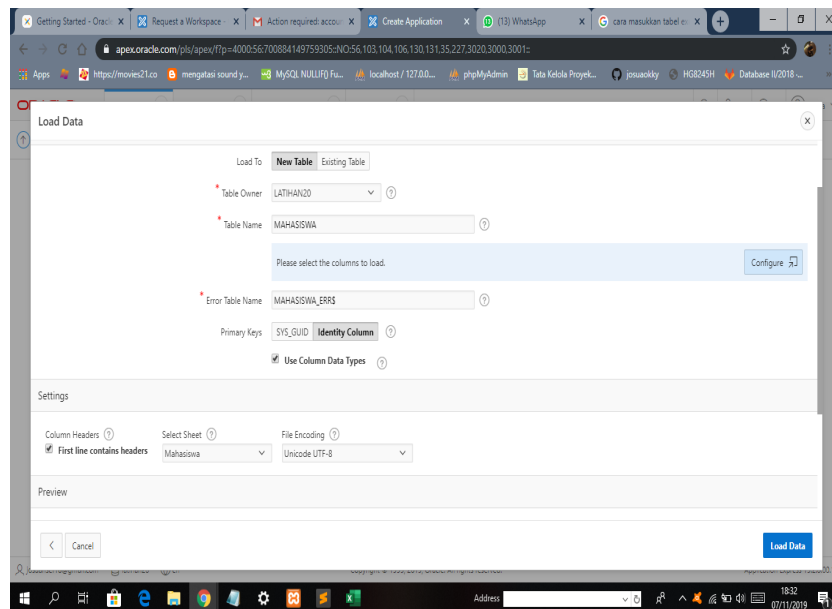 Getting Started - Oracl
Request a Workspace -
Action required: accou
Create Application
(13) WhatsApp
cara masukkan tabel e
apex.oracle.com/pls/apex/f?p=4000:56:700884149759305::NO:56,103,104,106,130,131,35,227,3020,3000,3001::
Apps
https://movies21.co
mengatasi sound y...
MySQL NULLIF() Fu...
localhost / 127.0.0...
phpMyAdmin
Tata Kelola Proyek...
josuaokky
HG8245H
Database II/2018 -...
Load Data
Load To New Table Existing Table
* Table Owner LATIHAN20
* Table Name MAHASISWA
Please select the columns to load. Configure
* Error Table Name MAHASISWA_ERR$
Primary Keys SYS_GUID Identity Column
Use Column Data Types
Settings
Column Headers Select Sheet File Encoding
First line contains headers Mahasiswa Unicode UTF-8
Preview
Cancel Load Data
Address
18:32
07/11/2019